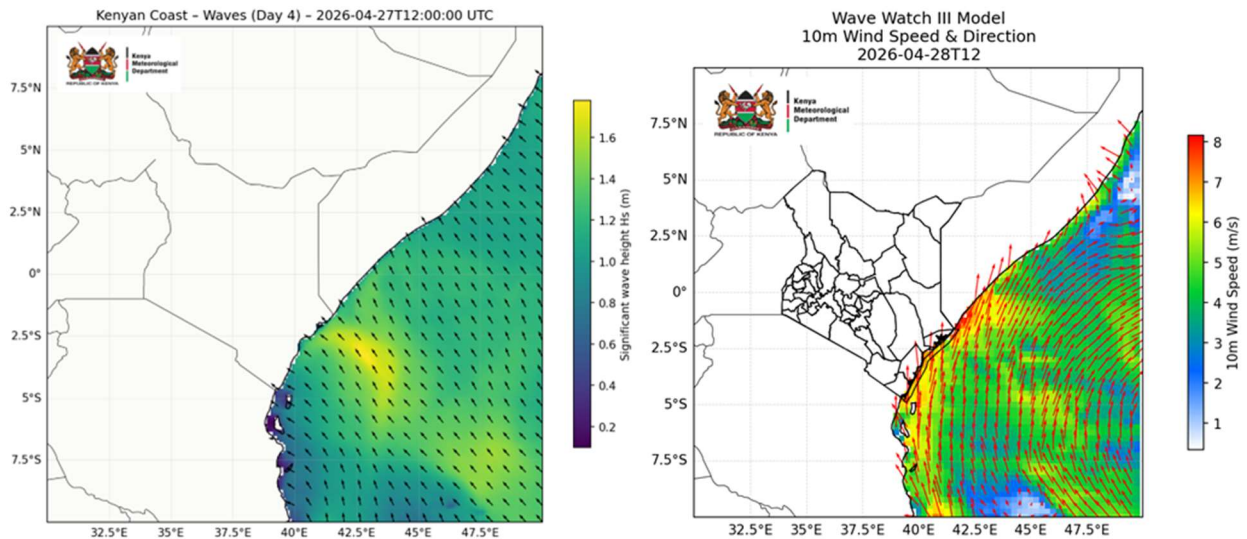 Kenyan Coast – Waves (Day 4) – 2026-04-27T12:00:00 UTC
Kenya
Meteorological
Department
REPUBLIC OF KENYA
7.5°N
5°N
2.5°N
0°
2.5°S
5°S
7.5°S
32.5°E 35°E 37.5°E 40°E 42.5°E 45°E 47.5°E
1.6
1.4
1.2
1.0
0.8
0.6
0.4
0.2
Significant wave height Hs (m)
Wave Watch III Model
10m Wind Speed & Direction
2026-04-28T12
Kenya
Meteorological
Department
REPUBLIC OF KENYA
7.5°N
5°N
2.5°N
0°
2.5°S
5°S
7.5°S
32.5°E 35°E 37.5°E 40°E 42.5°E 45°E 47.5°E
8
7
6
5
4
3
2
1
10m Wind Speed (m/s)